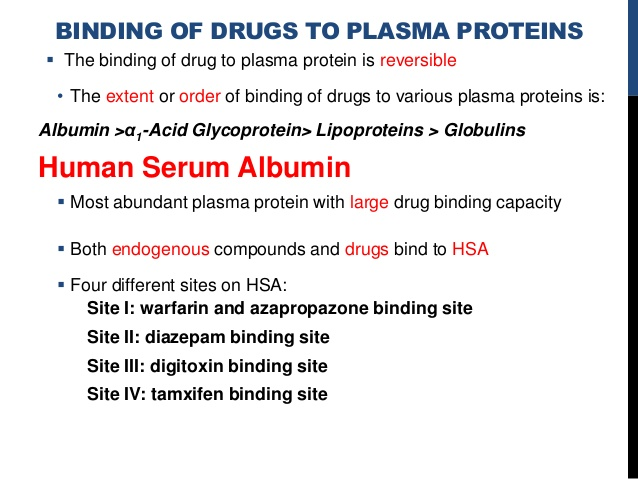 BINDING OF DRUGS TO PLASMA PROTEINS
▪ The binding of drug to plasma protein is reversible
• The extent or order of binding of drugs to various plasma proteins is:
Albumin >α1-Acid Glycoprotein> Lipoproteins > Globulins
Human Serum Albumin
▪ Most abundant plasma protein with large drug binding capacity
▪ Both endogenous compounds and drugs bind to HSA
▪ Four different sites on HSA:
Site I: warfarin and azapropazone binding site
Site II: diazepam binding site
Site III: digitoxin binding site
Site IV: tamxifen binding site